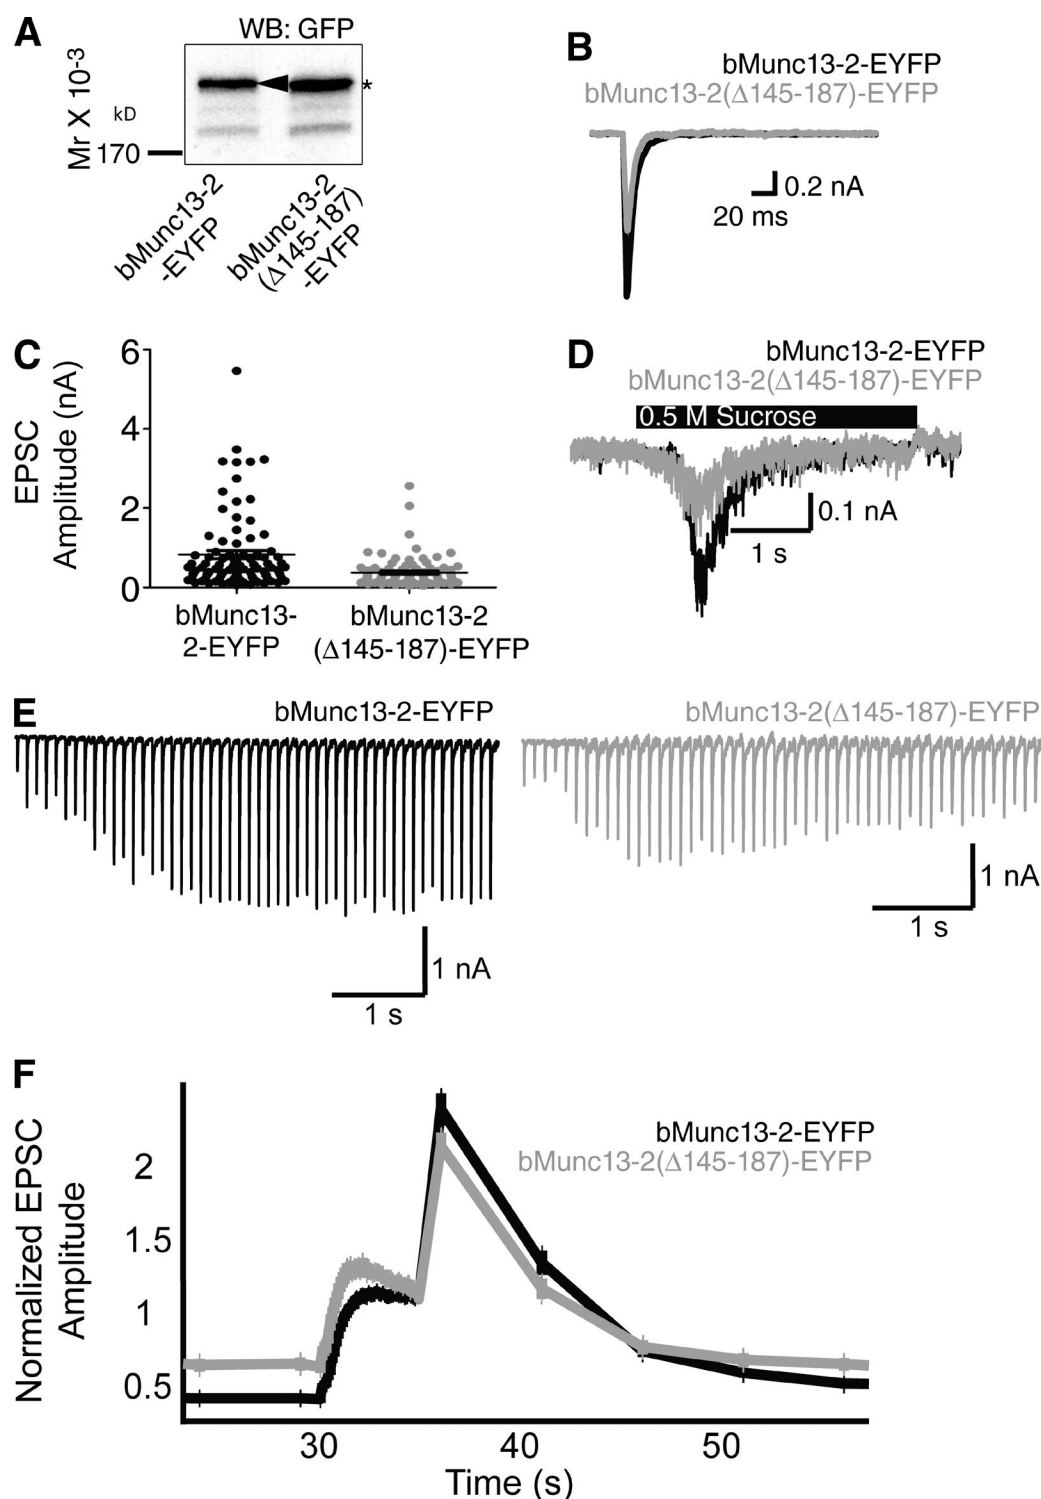 A
WB: GFP
Mr X 10-3
kD
170
*
bMunc13-2
-EYFP
bMunc13-2
(Δ145-187)
-EYFP
B
bMunc13-2-EYFP
bMunc13-2(Δ145-187)-EYFP
0.2 nA
20 ms
C
EPSC
Amplitude (nA)
6
4
2
0
bMunc13-
2-EYFP
bMunc13-2
(Δ145-187)-EYFP
D
bMunc13-2-EYFP
bMunc13-2(Δ145-187)-EYFP
0.5 M Sucrose
0.1 nA
1 s
E
bMunc13-2-EYFP
1 nA
1 s
bMunc13-2(Δ145-187)-EYFP
1 nA
1 s
F
Normalized EPSC
Amplitude
2
1.5
1
0.5
bMunc13-2-EYFP
bMunc13-2(Δ145-187)-EYFP
30 40 50
Time (s)